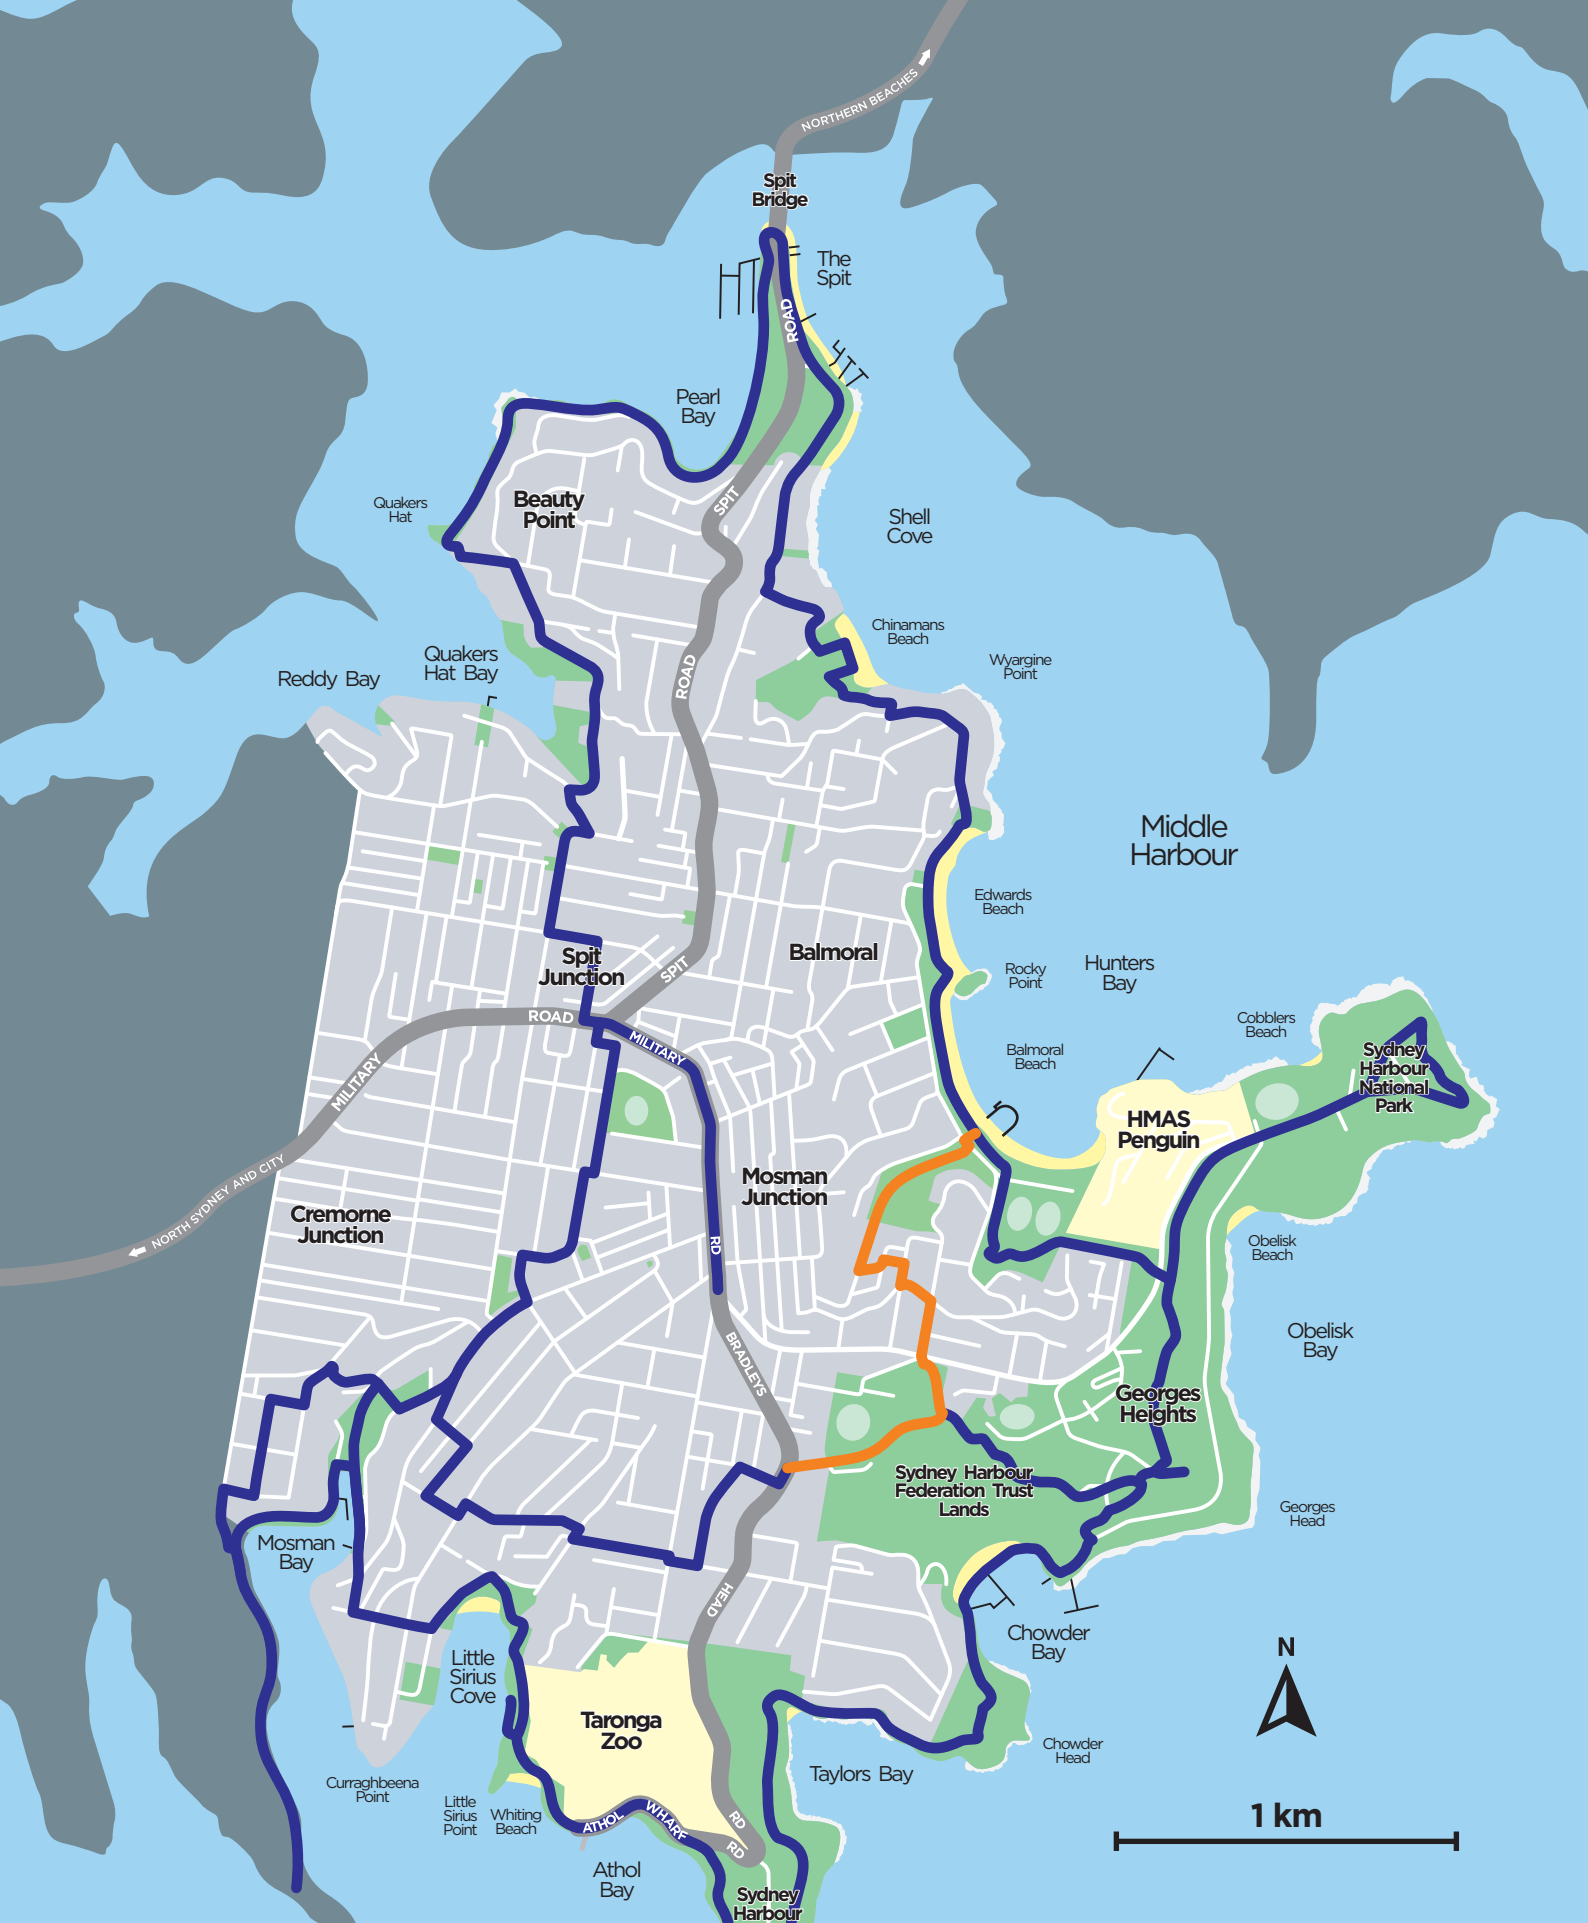 NORTHERN BEACHES
Spit
Bridge
The
Spit
ROAD
Pearl
Bay
SPIT
Beauty
Point
Quakers
Hat
Shell
Cove
Chinamans
Beach
Wyargine
Point
Quakers
Hat Bay
Reddy Bay
ROAD
Middle
Harbour
Edwards
Beach
Balmoral
Spit
Junction
SPIT
Rocky
Point
Hunters
Bay
ROAD
MILITARY
MILITARY
Cobblers
Beach
Balmoral
Beach
Sydney
Harbour
National
Park
HMAS
Penguin
Mosman
Junction
NORTH SYDNEY AND CITY
Cremorne
Junction
RD
Obelisk
Beach
Obelisk
Bay
BRADLEYS
Georges
Heights
Sydney Harbour
Federation Trust
Lands
Georges
Head
Mosman
Bay
HEAD
Chowder
Bay
N
Little
Sirius
Cove
Taronga
Zoo
Chowder
Head
Taylors Bay
Curraghbeena
Point
Little
Sirius
Point
Whiting
Beach
ATHOL
WHARF
RD
RD
1 km
Athol
Bay
Sydney
Harbour